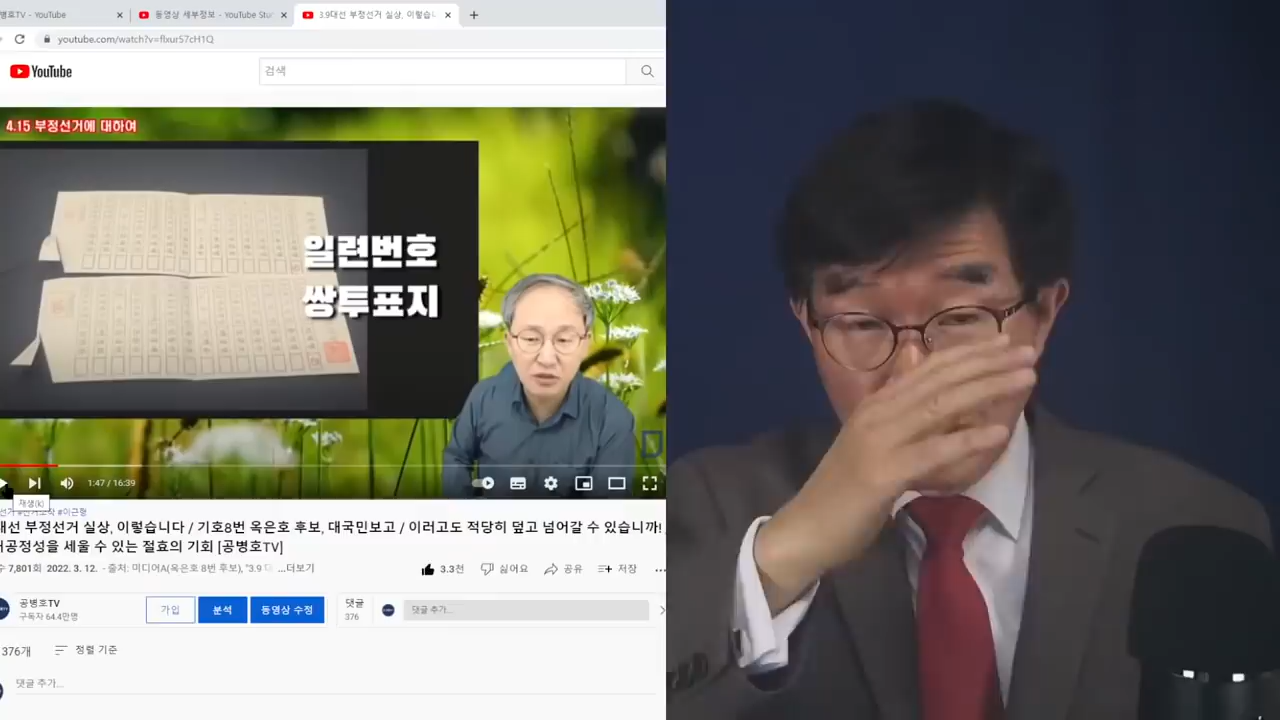 병호TV - YouTube
동영상 세부정보 - YouTube Stu
3.9대선 부정선거 실상, 이렇습니
youtube.com/watch?v=flxurS7cH1Q
YouTube
검색
4.15 부정선거에 대하여
일련번호
쌍투표지
1:47 / 16:39
재생(k)
#이근형
대선 부정선거 실상, 이렇습니다 / 기호8번 옥은호 후보, 대국민보고 / 이러고도 적당히 덮고 넘어갈 수 있습니까!
거공정성을 세울 수 있는 절호의 기회 [공병호TV]
7,801회 2022. 3. 12. - 출처: 미디어A(옥은호 8번 후보), "3.9 대 ...더보기
3.3천
싫어요
공유
저장
공병호TV
구독자 64.4만명
가입
분석
동영상 수정
댓글
376
댓글 추가...
376개
정렬 기준
댓글 추가...